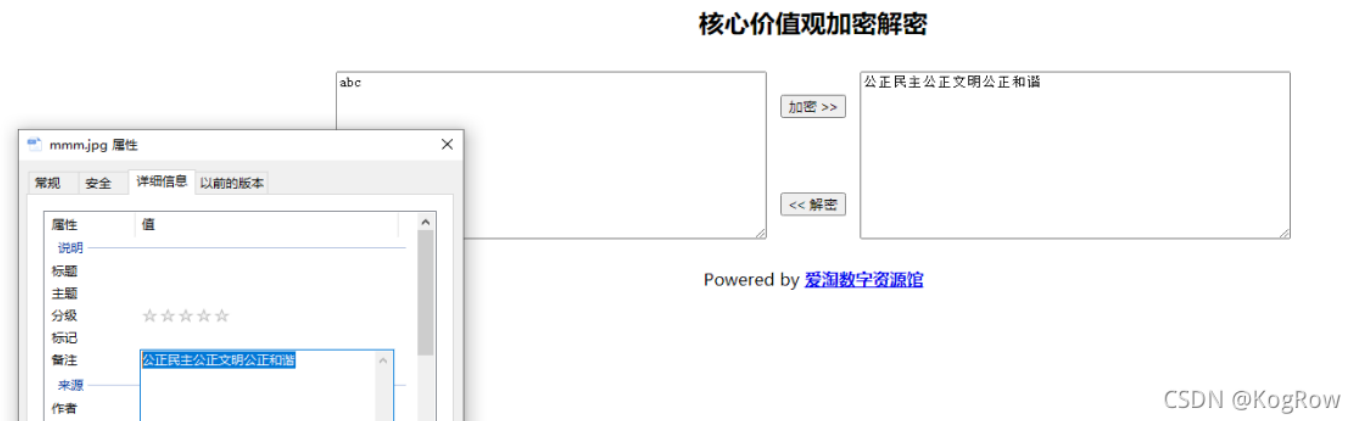 核心价值观加密解密
abc
加密 >>
公正民主公正文明公正和谐
<< 解密
Powered by 爱淘数字资源馆
mmm.jpg 属性
常规 安全 详细信息 以前的版本
属性 值
说明
标题
主题
分级
标记
备注 公正民主公正文明公正和谐
来源
作者
CSDN @KogRow